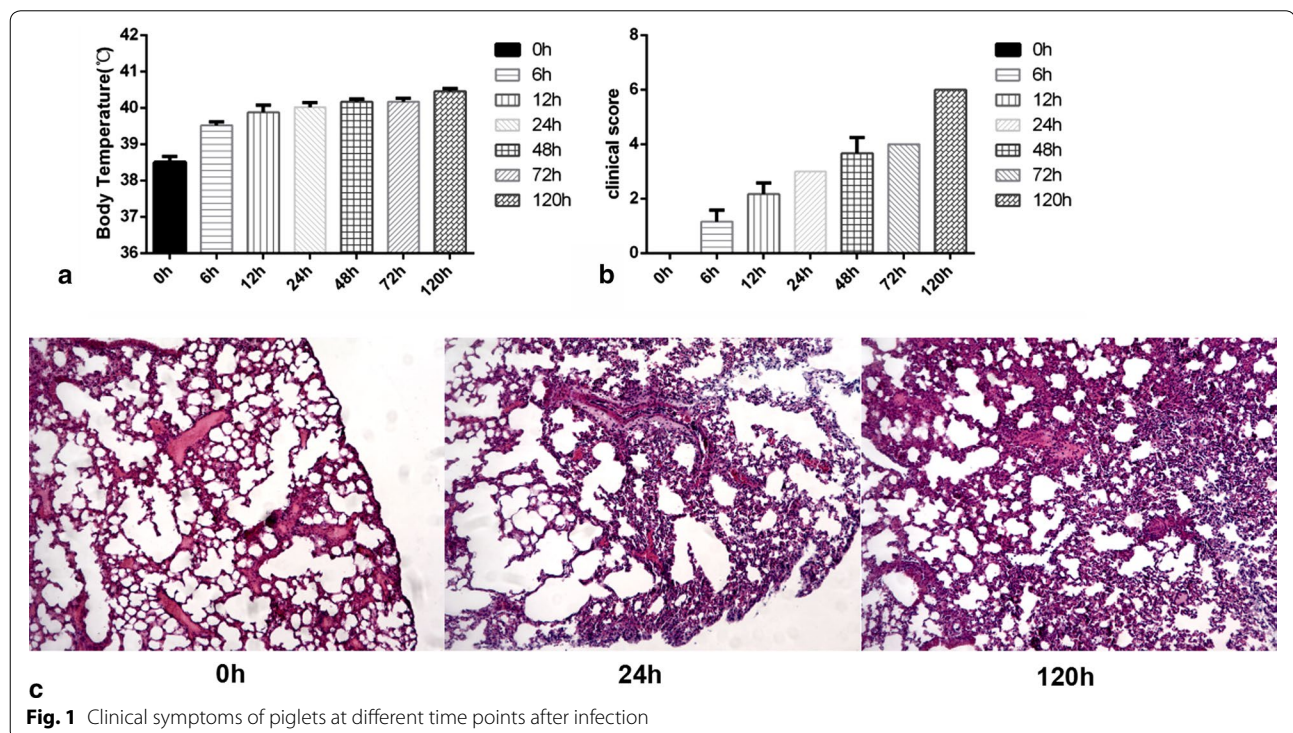 Body Temperature(℃)
42
41
40
39
38
37
36
0h
6h
12h
24h
48h
72h
120h
0h
6h
12h
24h
48h
72h
120h
a
clinical score
8
6
4
2
0
0h
6h
12h
24h
48h
72h
120h
0h
6h
12h
24h
48h
72h
120h
b
0h
24h
120h
c
Fig. 1 Clinical symptoms of piglets at different time points after infection